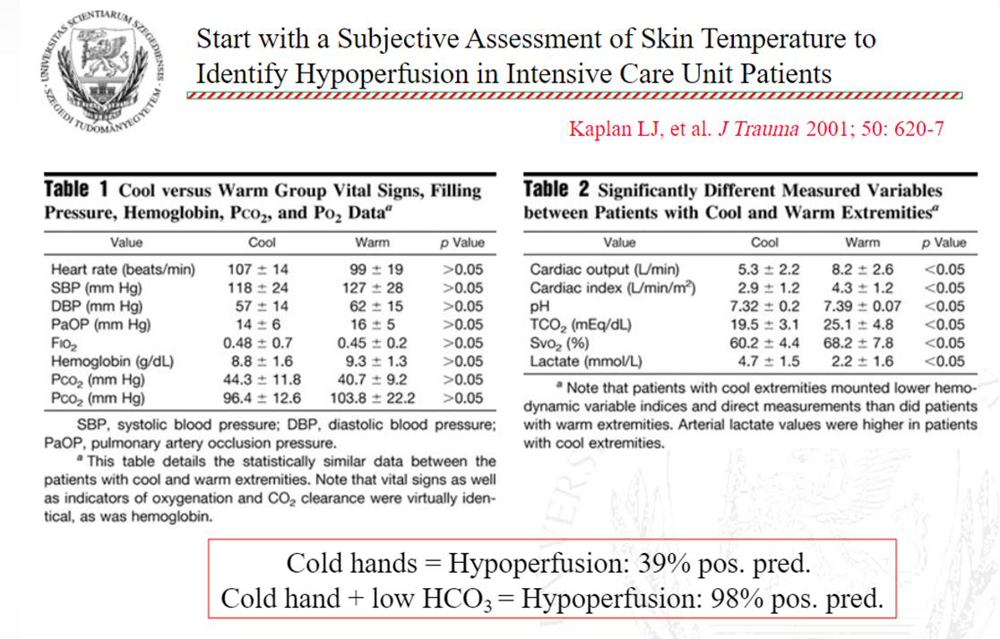 UNIVERSITAS SCIENTIARUM SZEGEDIENSIS
SZEGEDI TUDOMÁNYEGYETEM
Start with a Subjective Assessment of Skin Temperature to
Identify Hypoperfusion in Intensive Care Unit Patients
Kaplan LJ, et al. J Trauma 2001; 50: 620-7
Table 1 Cool versus Warm Group Vital Signs, Filling
Pressure, Hemoglobin, PCO₂, and PO₂ Dataᵃ
Value Cool Warm p Value
Heart rate (beats/min) 107 ± 14 99 ± 19 >0.05
SBP (mm Hg) 118 ± 24 127 ± 28 >0.05
DBP (mm Hg) 57 ± 14 62 ± 15 >0.05
PaOP (mm Hg) 14 ± 6 16 ± 5 >0.05
FIO₂ 0.48 ± 0.7 0.45 ± 0.2 >0.05
Hemoglobin (g/dL) 8.8 ± 1.6 9.3 ± 1.3 >0.05
PCO₂ (mm Hg) 44.3 ± 11.8 40.7 ± 9.2 >0.05
PCO₂ (mm Hg) 96.4 ± 12.6 103.8 ± 22.2 >0.05
SBP, systolic blood pressure; DBP, diastolic blood pressure;
PaOP, pulmonary artery occlusion pressure.
ᵃ This table details the statistically similar data between the
patients with cool and warm extremities. Note that vital signs as well
as indicators of oxygenation and CO₂ clearance were virtually iden-
tical, as was hemoglobin.
Table 2 Significantly Different Measured Variables
between Patients with Cool and Warm Extremitiesᵃ
Value Cool Warm p Value
Cardiac output (L/min) 5.3 ± 2.2 8.2 ± 2.6 <0.05
Cardiac index (L/min/m²) 2.9 ± 1.2 4.3 ± 1.2 <0.05
pH 7.32 ± 0.2 7.39 ± 0.07 <0.05
TCO₂ (mEq/dL) 19.5 ± 3.1 25.1 ± 4.8 <0.05
SvO₂ (%) 60.2 ± 4.4 68.2 ± 7.8 <0.05
Lactate (mmol/L) 4.7 ± 1.5 2.2 ± 1.6 <0.05
ᵃ Note that patients with cool extremities mounted lower hemo-
dynamic variable indices and direct measurements than did patients
with warm extremities. Arterial lactate values were higher in patients
with cool extremities.
Cold hands = Hypoperfusion: 39% pos. pred.
Cold hand + low HCO₃ = Hypoperfusion: 98% pos. pred.